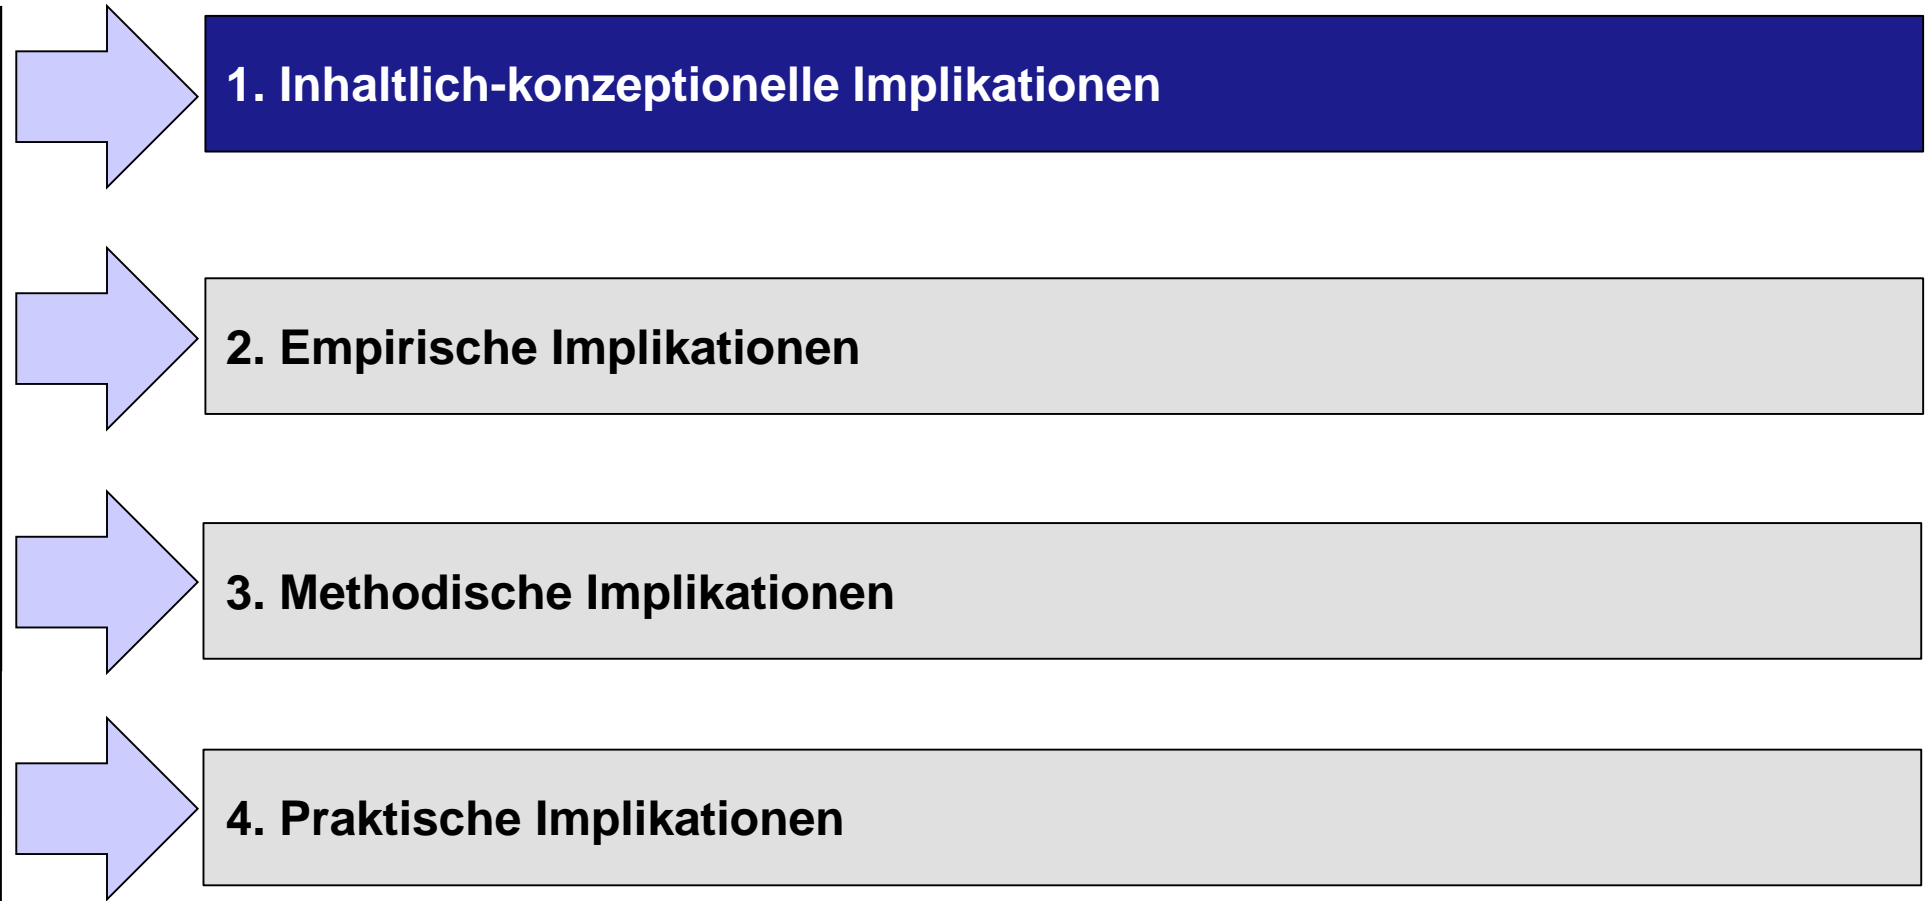 1. Inhaltlich-konzeptionelle Implikationen
2. Empirische Implikationen
3. Methodische Implikationen
4. Praktische Implikationen